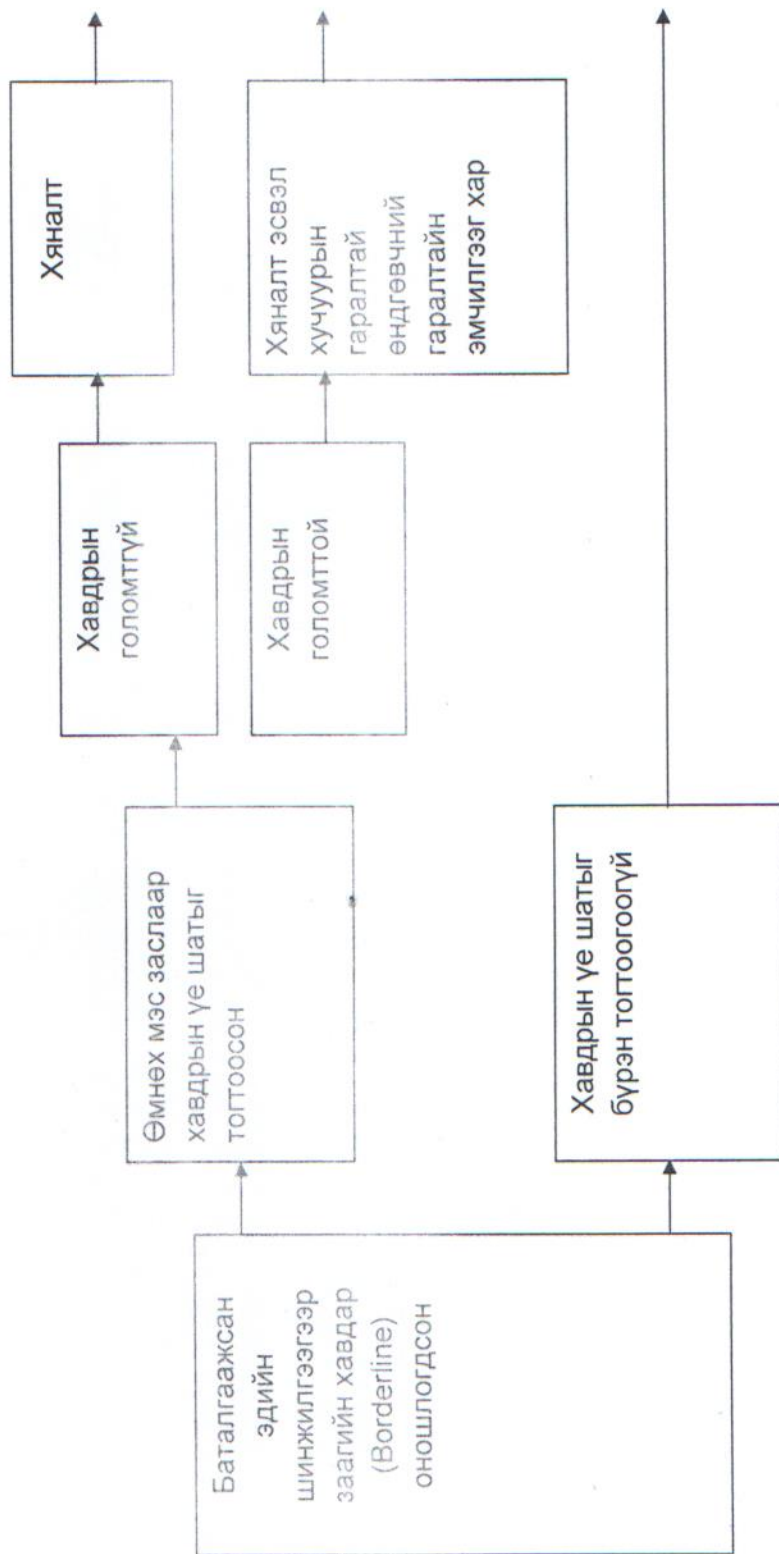 Баталгаажсан
эдийн
шинжилгээгээр
заагийн хавдар
(Borderline)
оношлогдсон
Өмнөх мэс заслаар
хавдрын үе шатыг
тогтоосон
Хавдрын үе шатыг
бүрэн тогтоогоогүй
Хавдрын
голомтгүй
Хавдрын
голомттой
Хяналт
Хяналт эсвэл
хучуурын
гаралтай
өндгөвчний
гаралтайн
эмчилгээг хар